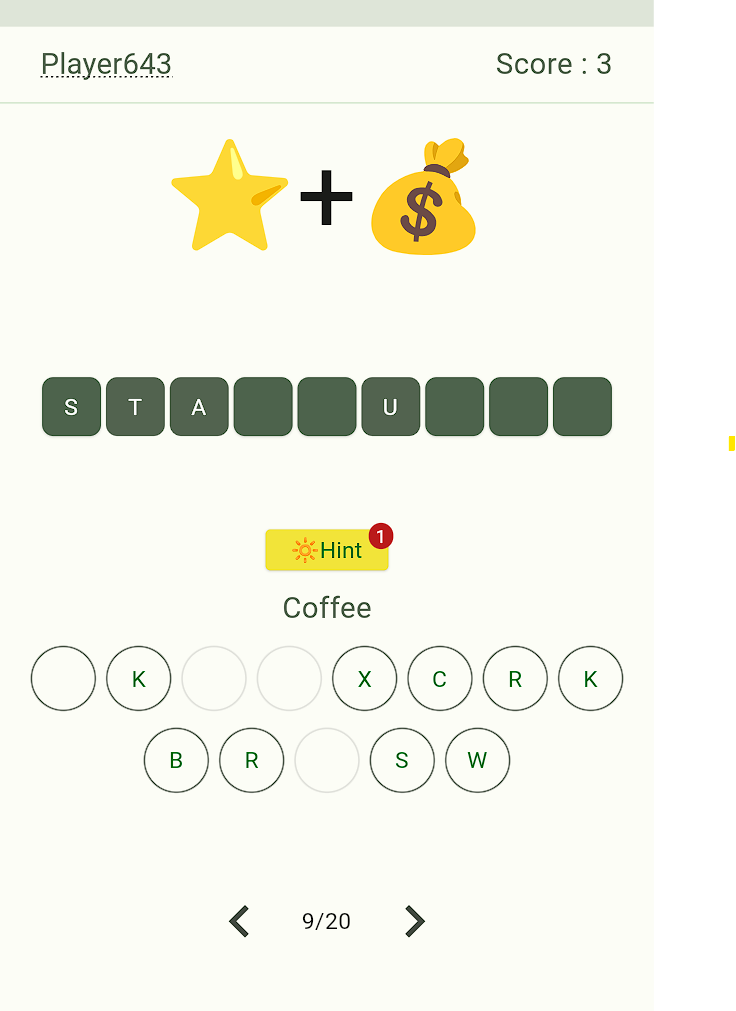 Player643 Score : 3
$
S T A U
1
🔆Hint
Coffee
K X C R K
B R S W
9/20